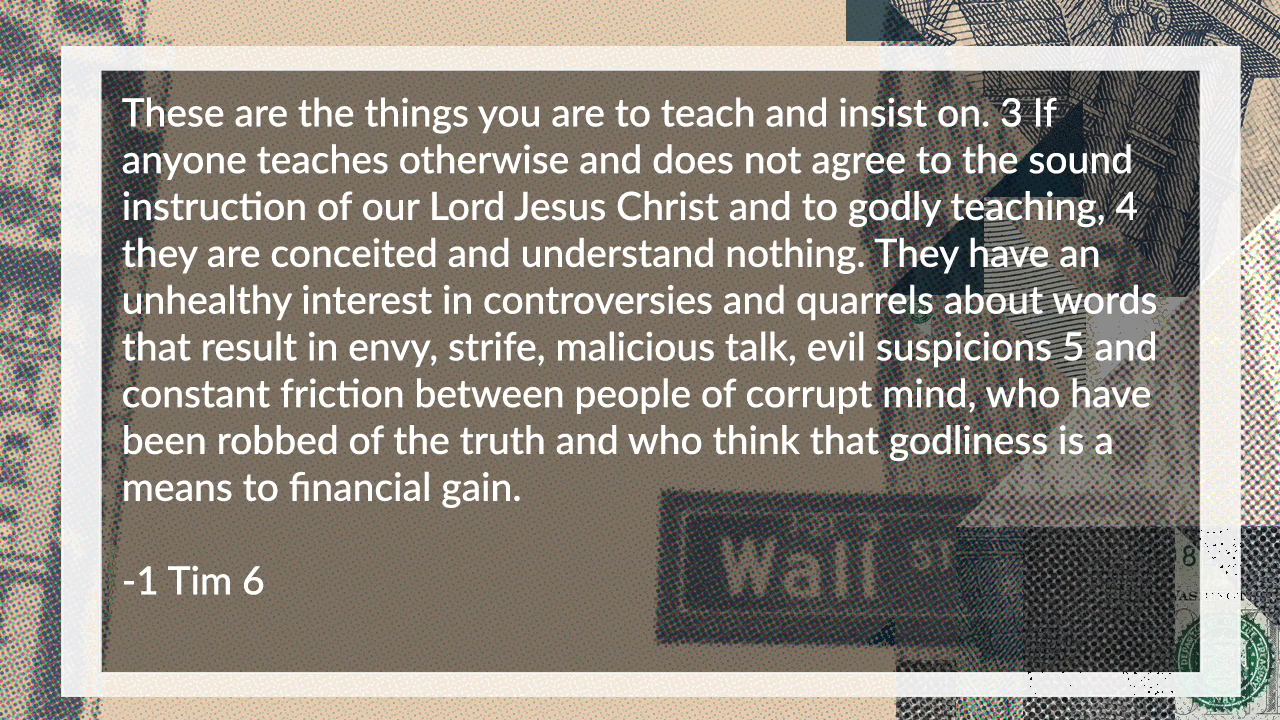 These are the things you are to teach and insist on. 3 If
anyone teaches otherwise and does not agree to the sound
instruction of our Lord Jesus Christ and to godly teaching, 4
they are conceited and understand nothing. They have an
unhealthy interest in controversies and quarrels about words
that result in envy, strife, malicious talk, evil suspicions 5 and
constant friction between people of corrupt mind, who have
been robbed of the truth and who think that godliness is a
means to financial gain.
-1 Tim 6
Wall ST
8